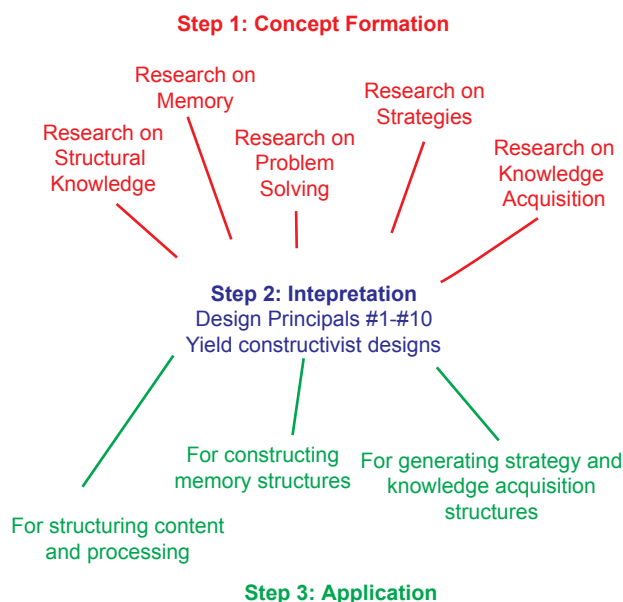 Step 1: Concept Formation
Research on
Memory
Research on
Strategies
Research on
Structural
Knowledge
Research on
Problem
Solving
Research on
Knowledge
Acquisition
Step 2: Intepretation
Design Principals #1-#10
Yield constructivist designs
For constructing
memory structures
For generating strategy and
knowledge acquisition
structures
For structuring content
and processing
Step 3: Application